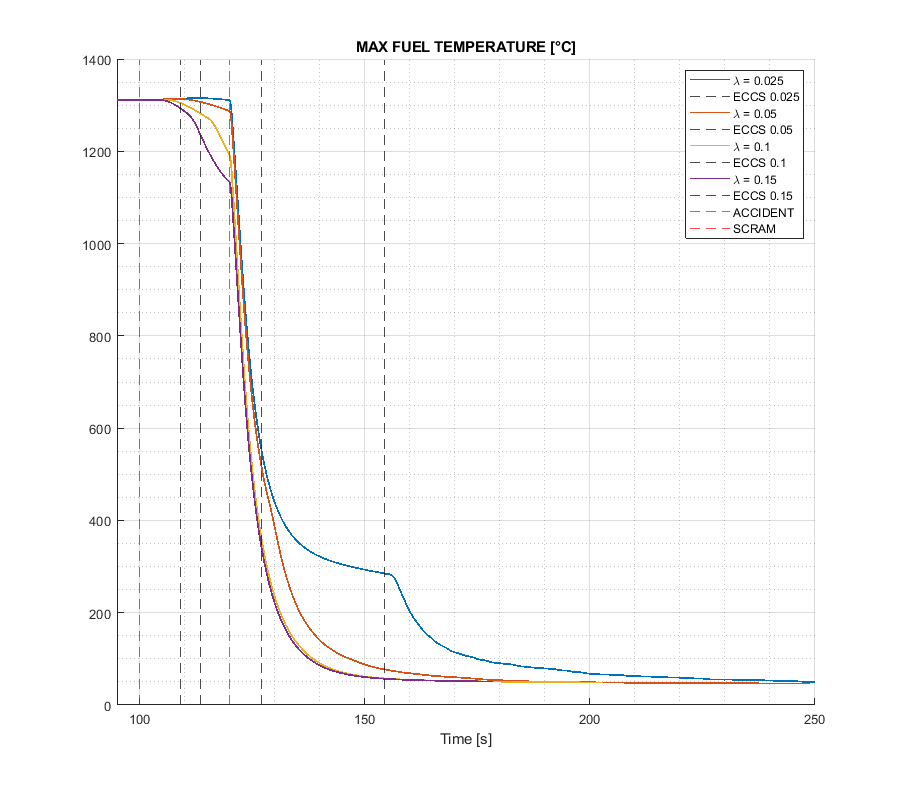 MAX FUEL TEMPERATURE [°C]
1400
1200
1000
800
600
400
200
0
λ = 0.025
ECCS 0.025
λ = 0.05
ECCS 0.05
λ = 0.1
ECCS 0.1
λ = 0.15
ECCS 0.15
ACCIDENT
SCRAM
100 150 200 250
Time [s]